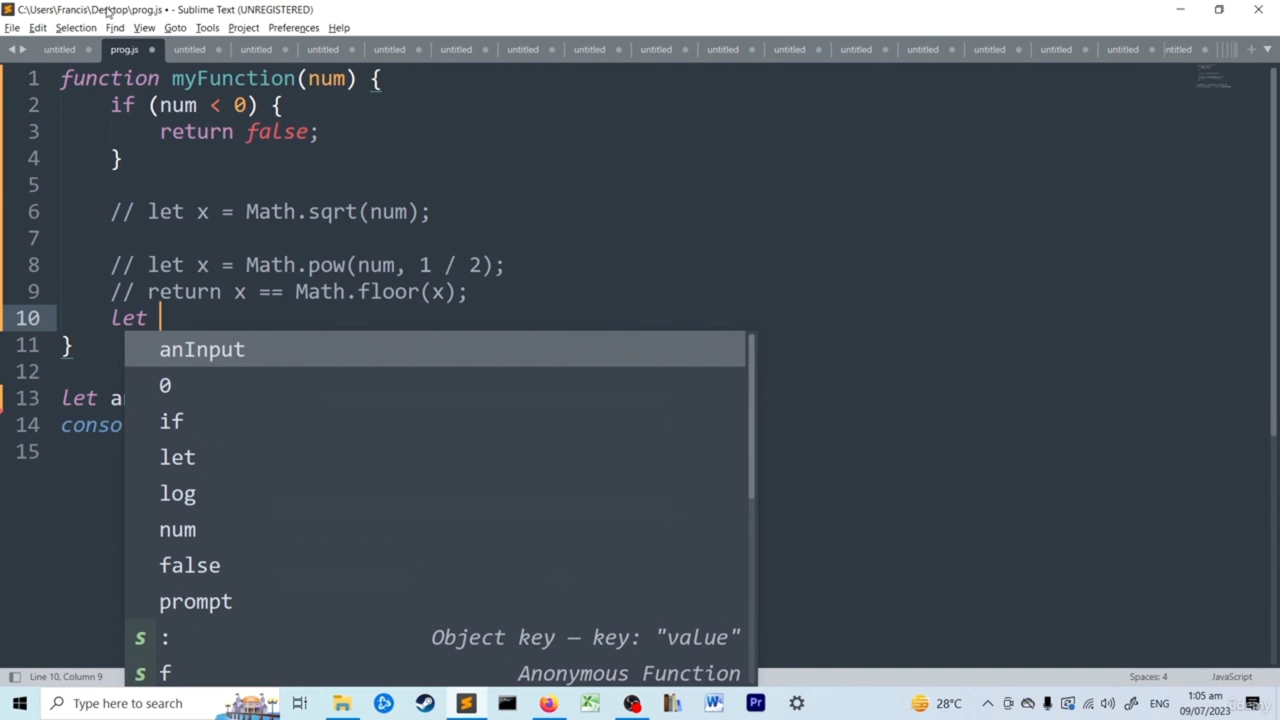 C:\Users\Francis\Desktop\prog.js • - Sublime Text (UNREGISTERED)
File Edit Selection Find View Goto Tools Project Preferences Help
untitled prog.js untitled untitled untitled untitled untitled untitled untitled untitled untitled untitled untitled untitled untitled untitled untitled ntitled
1 function myFunction(num) {
2 if (num < 0) {
3 return false;
4 }
5
6 // let x = Math.sqrt(num);
7
8 // let x = Math.pow(num, 1 / 2);
9 // return x == Math.floor(x);
10 let
11 }
12
13 let a
14 conso
15
anInput
0
if
let
log
num
false
prompt
s : Object key — key: "value"
s f Anonymous Function
Line 10, Column 9 Spaces: 4 JavaScript
Type here to search 28°C ENG 1:05 am
09/07/2023